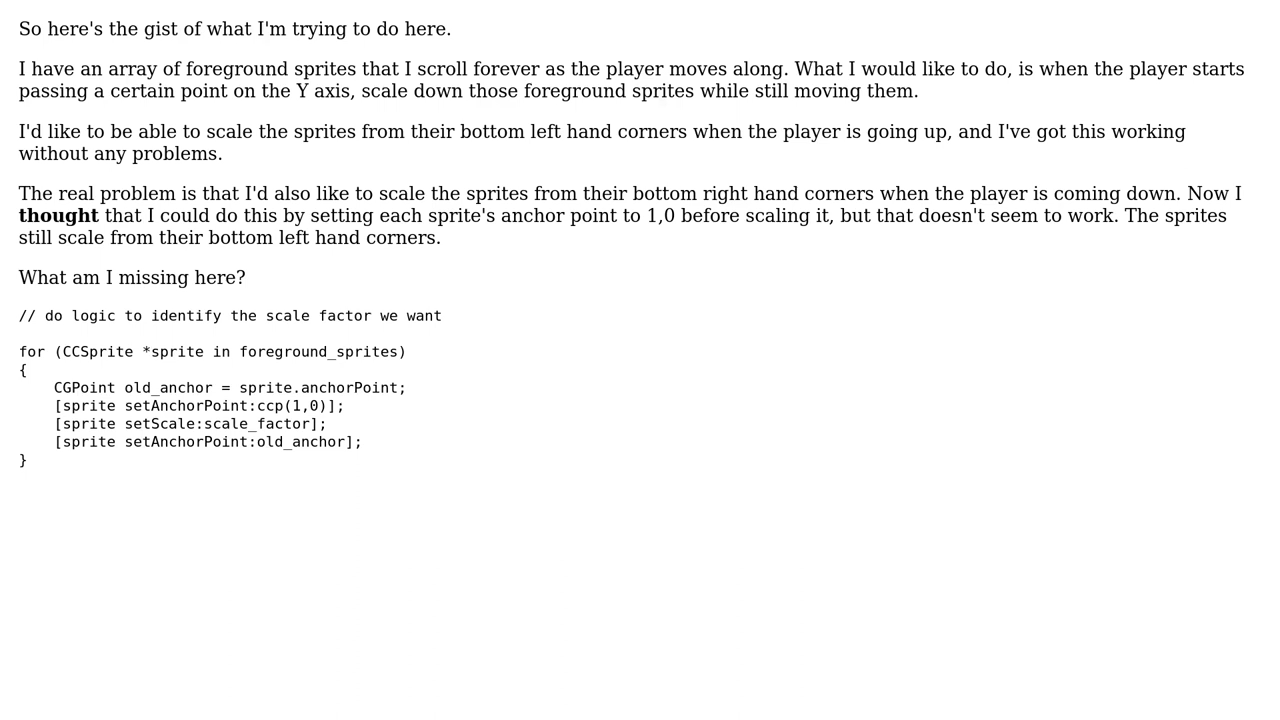 So here's the gist of what I'm trying to do here.
I have an array of foreground sprites that I scroll forever as the player moves along. What I would like to do, is when the player starts
passing a certain point on the Y axis, scale down those foreground sprites while still moving them.
I'd like to be able to scale the sprites from their bottom left hand corners when the player is going up, and I've got this working
without any problems.
The real problem is that I'd also like to scale the sprites from their bottom right hand corners when the player is coming down. Now I
thought that I could do this by setting each sprite's anchor point to 1,0 before scaling it, but that doesn't seem to work. The sprites
still scale from their bottom left hand corners.
What am I missing here?
// do logic to identify the scale factor we want
for (CCSprite *sprite in foreground_sprites)
{
    CGPoint old_anchor = sprite.anchorPoint;
    [sprite setAnchorPoint:ccp(1,0)];
    [sprite setScale:scale_factor];
    [sprite setAnchorPoint:old_anchor];
}